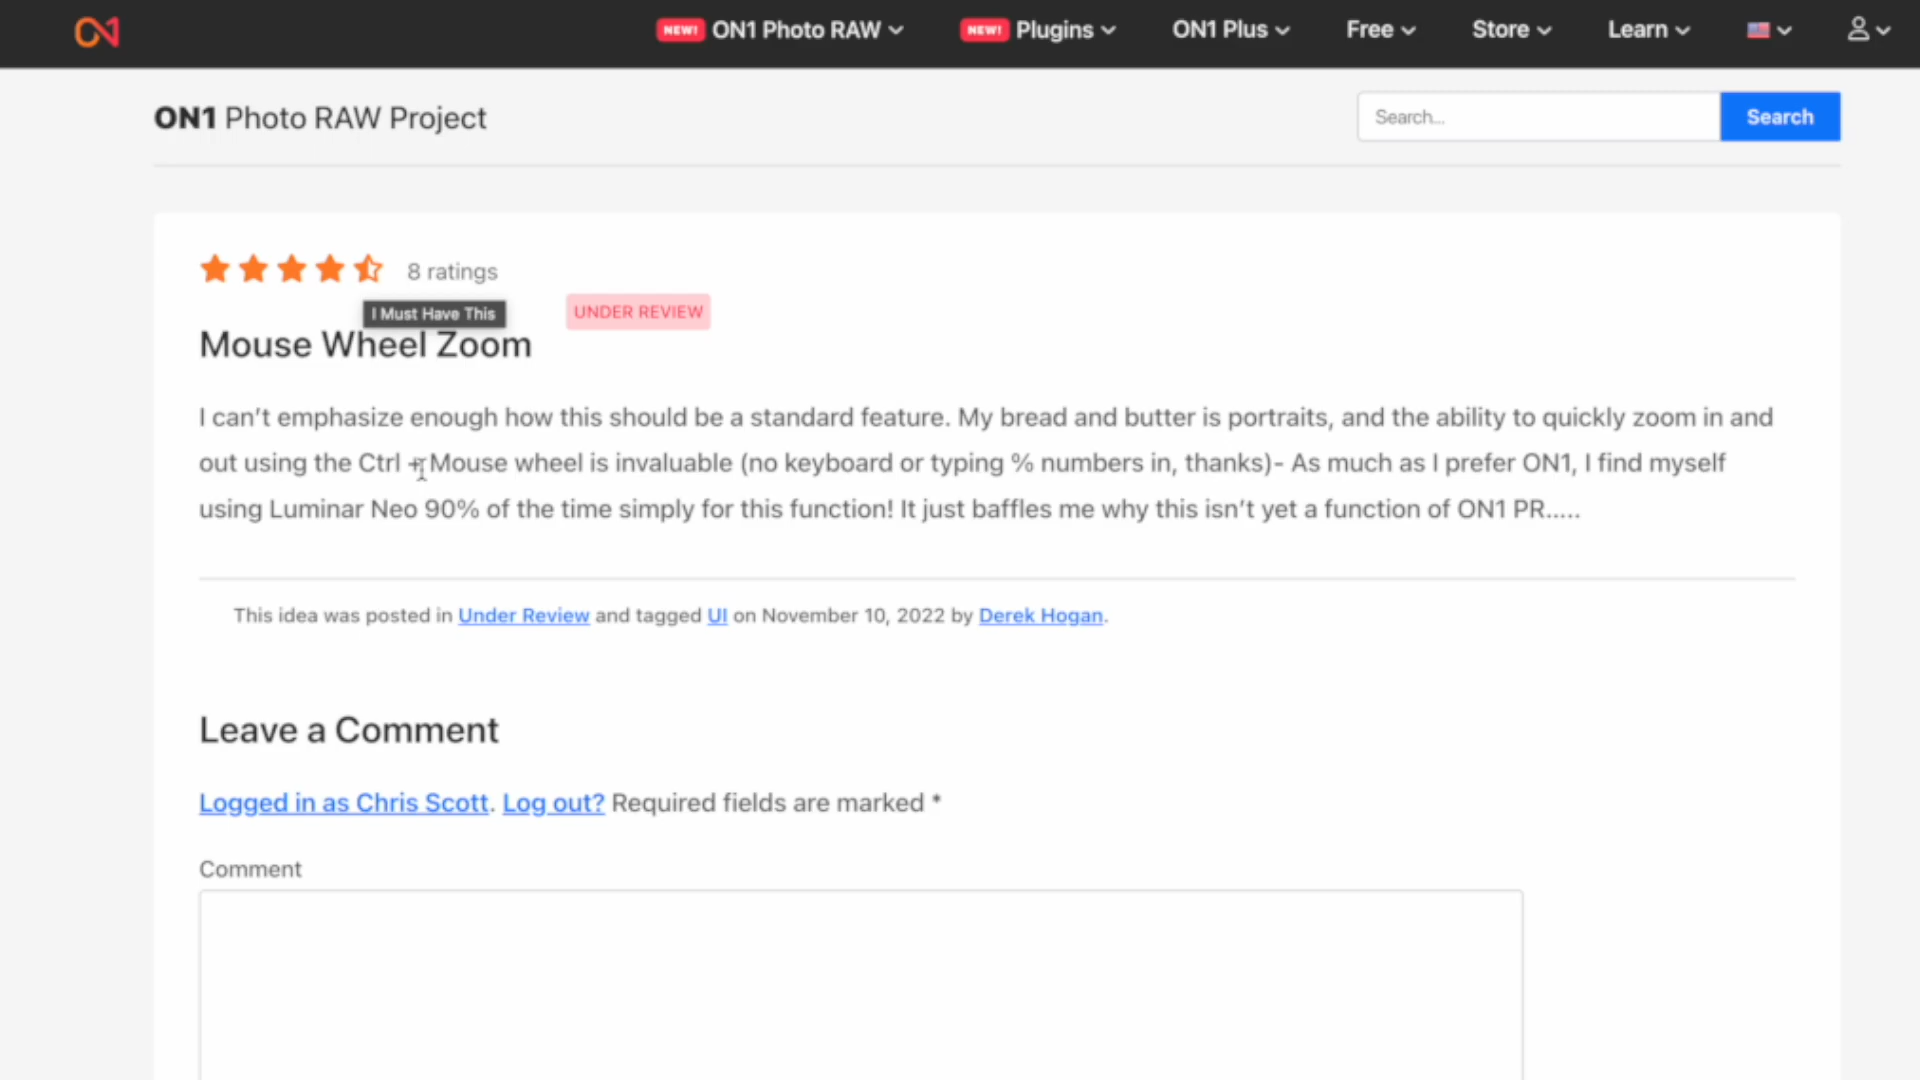 NEW! ON1 Photo RAW NEW! Plugins ON1 Plus Free Store Learn
ON1 Photo RAW Project
Search...
Search
8 ratings
I Must Have This
UNDER REVIEW
Mouse Wheel Zoom
I can't emphasize enough how this should be a standard feature. My bread and butter is portraits, and the ability to quickly zoom in and
out using the Ctrl + Mouse wheel is invaluable (no keyboard or typing % numbers in, thanks)- As much as I prefer ON1, I find myself
using Luminar Neo 90% of the time simply for this function! It just baffles me why this isn't yet a function of ON1 PR.....
This idea was posted in Under Review and tagged UI on November 10, 2022 by Derek Hogan.
Leave a Comment
Logged in as Chris Scott. Log out? Required fields are marked *
Comment